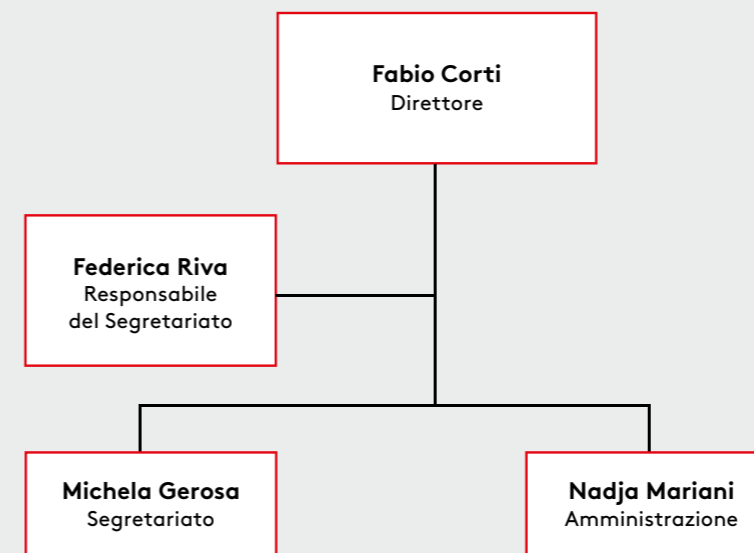 Fabio Corti
Direttore
Federica Riva
Responsabile
del Segretariato
Michela Gerosa
Segretariato
Nadja Mariani
Amministrazione